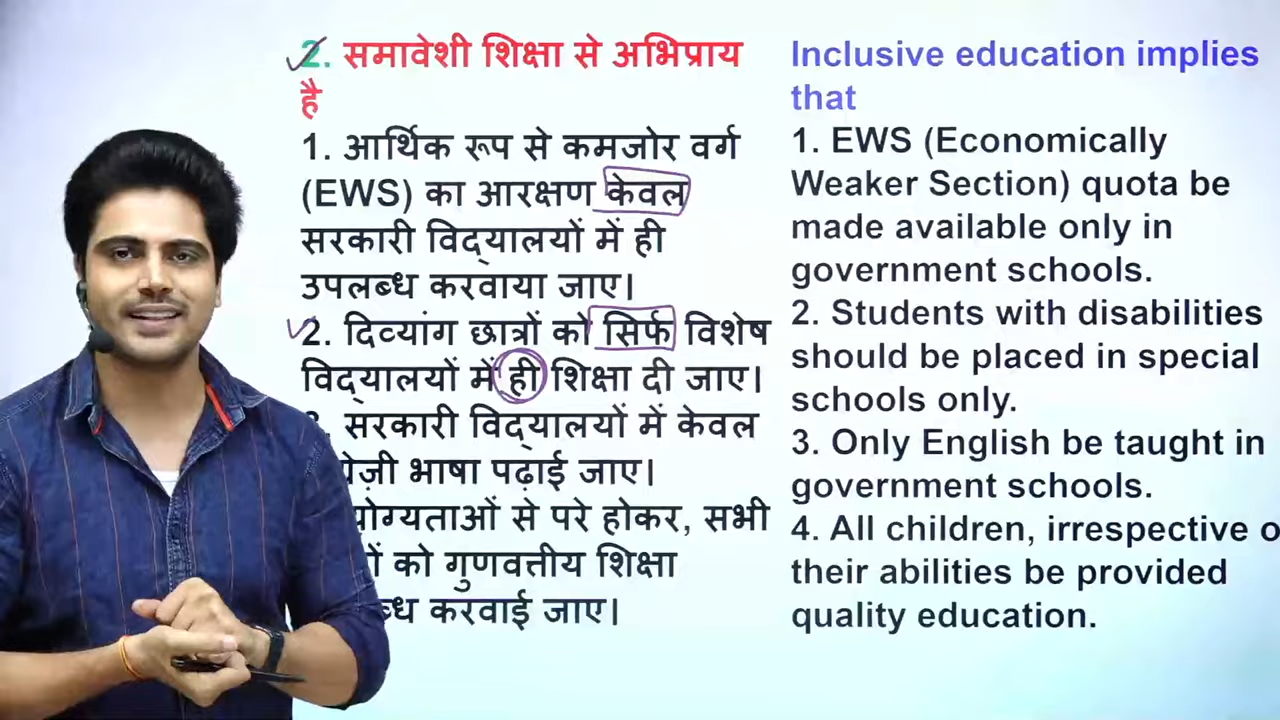 2. समावेशी शिक्षा से अभिप्राय
है
1. आर्थिक रूप से कमजोर वर्ग
(EWS) का आरक्षण केवल
सरकारी विद्यालयों में ही
उपलब्ध करवाया जाए।
2. दिव्यांग छात्रों को सिर्फ विशेष
विद्यालयों में ही शिक्षा दी जाए।
सरकारी विद्यालयों में केवल
भाषा पढ़ाई जाए।
से परे होकर, सभी
को गुणवत्तीय शिक्षा
करवाई जाए।
Inclusive education implies
that
1. EWS (Economically
Weaker Section) quota be
made available only in
government schools.
2. Students with disabilities
should be placed in special
schools only.
3. Only English be taught in
government schools.
4. All children, irrespective
their abilities be provided
quality education.